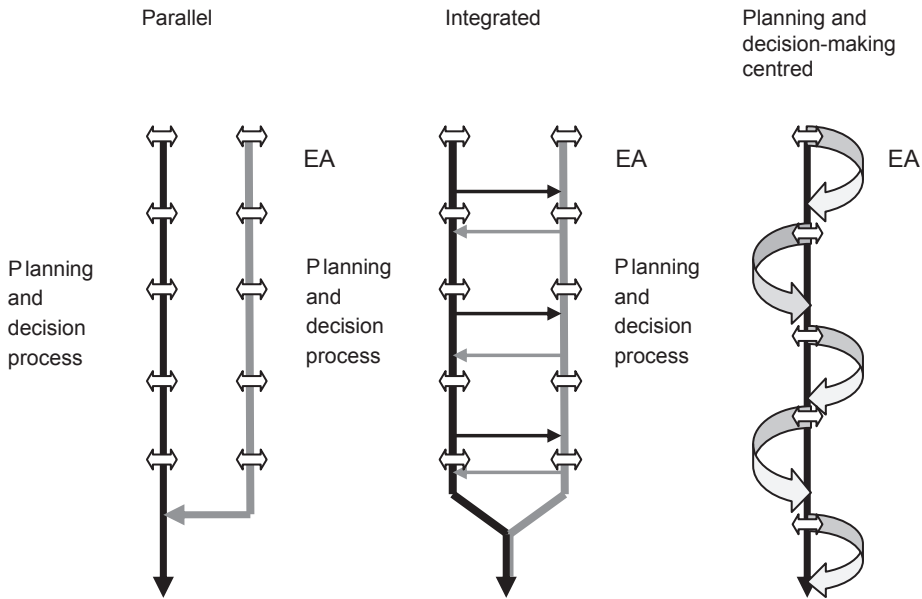 Parallel
Integrated
Planning and
decision-making
centred
EA
EA
EA
Planning
and
decision
process
Planning
and
decision
process
Planning
and
decision
process